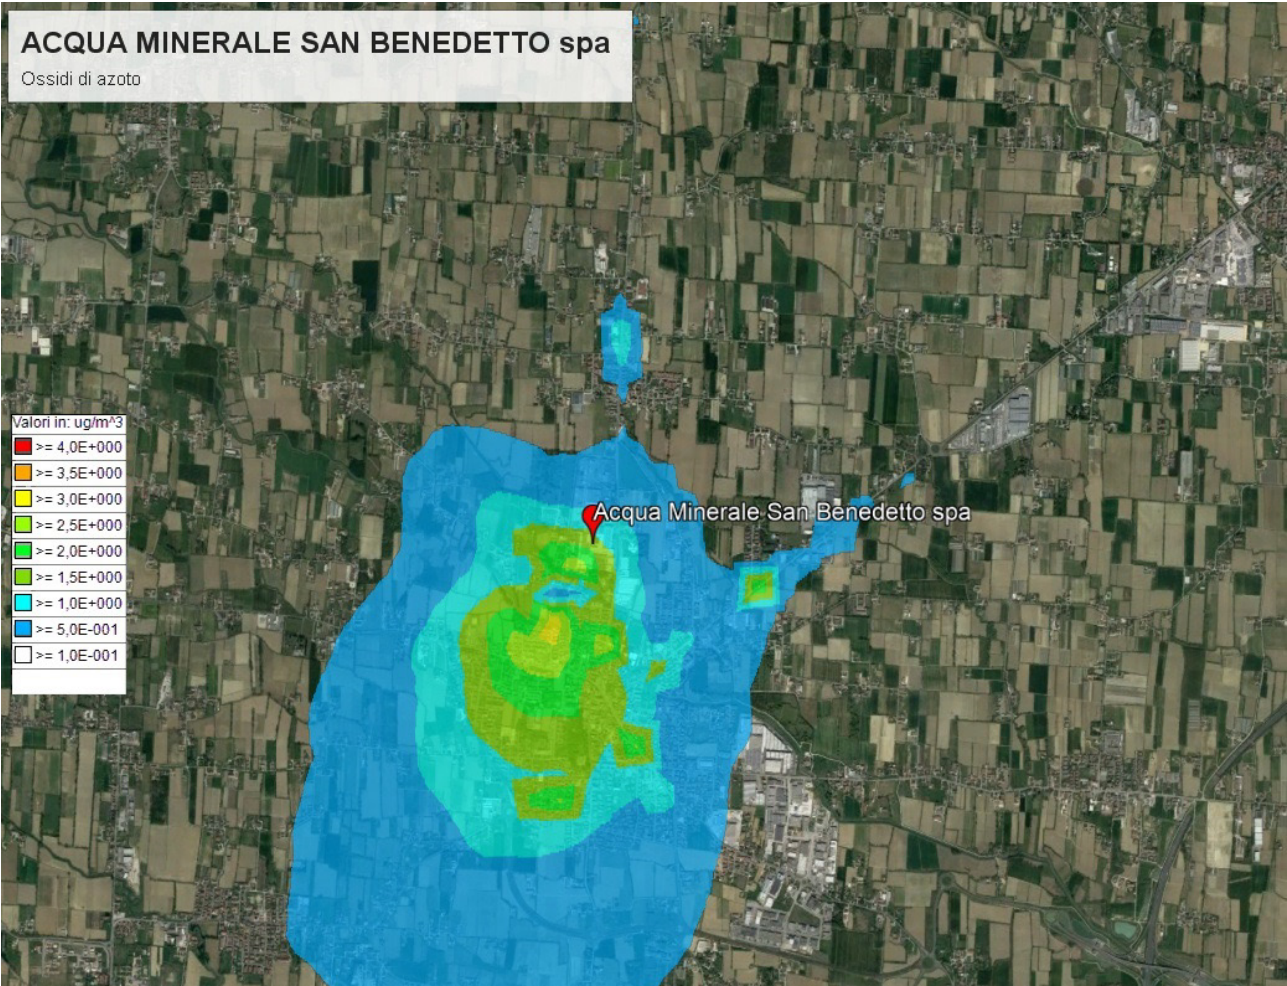 ACQUA MINERALE SAN BENEDETTO spa
Ossidi di azoto
Valori in: ug/m^3
>= 4,0E+000
>= 3,5E+000
>= 3,0E+000
>= 2,5E+000
>= 2,0E+000
>= 1,5E+000
>= 1,0E+000
>= 5,0E-001
>= 1,0E-001
Acqua Minerale San Benedetto spa